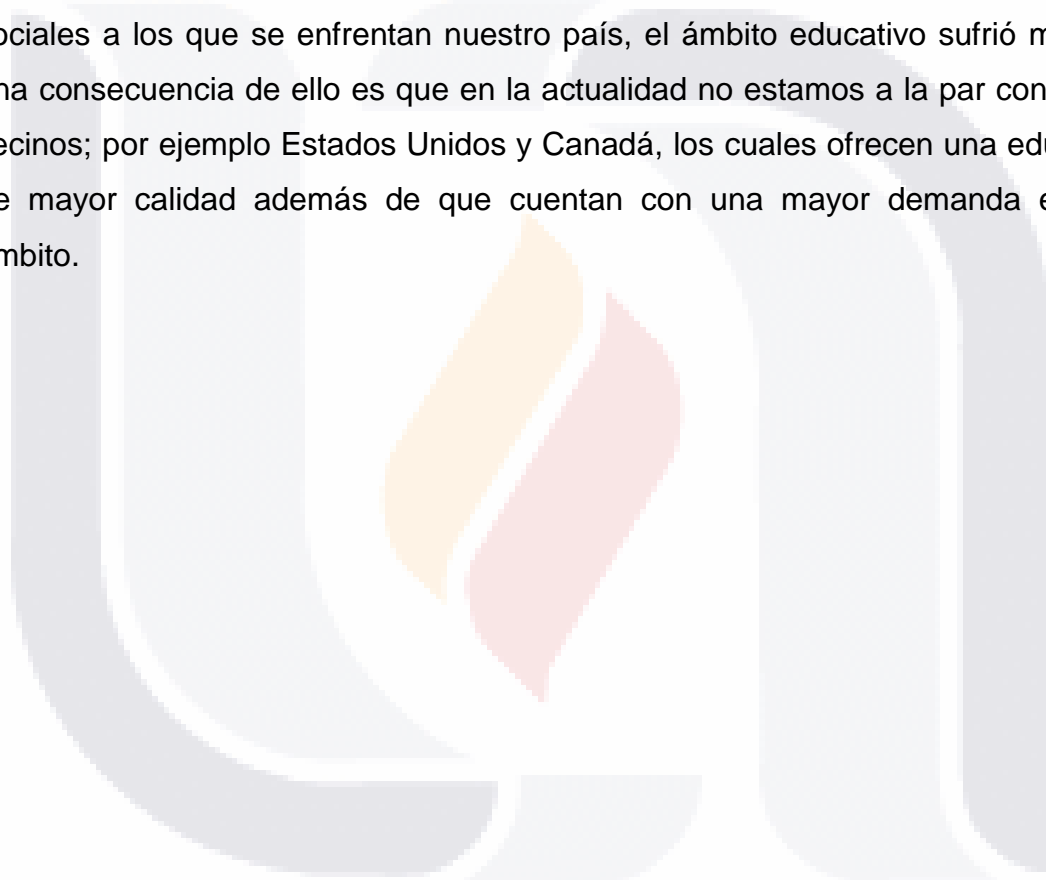 ociales a los que se enfrentan nuestro país, el ámbito educativo sufrió
na consecuencia de ello es que en la actualidad no estamos a la par con
ecinos; por ejemplo Estados Unidos y Canadá, los cuales ofrecen una edu
e mayor calidad además de que cuentan con una mayor demanda e
mbito.